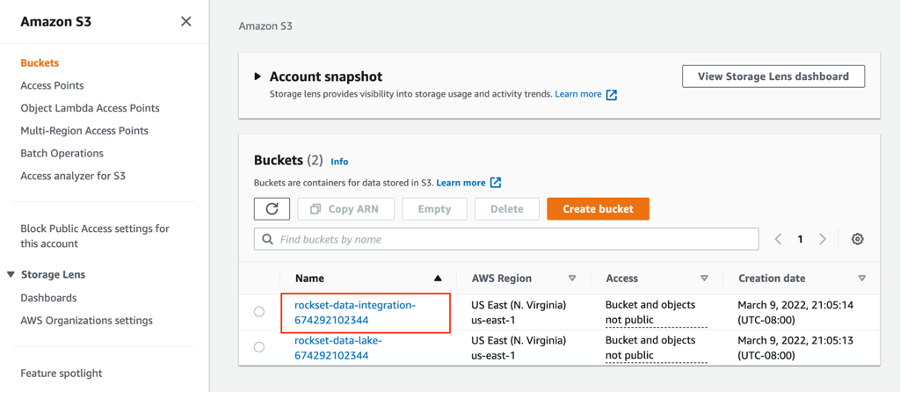 Amazon S3
Buckets
Access Points
Object Lambda Access Points
Multi-Region Access Points
Batch Operations
Access analyzer for S3
Block Public Access settings for
this account
Storage Lens
Dashboards
AWS Organizations settings
Feature spotlight
Amazon S3
Account snapshot
View Storage Lens dashboard
Storage lens provides visibility into storage usage and activity trends. Learn more
Buckets (2) Info
Buckets are containers for data stored in S3. Learn more
Copy ARN Empty Delete Create bucket
Find buckets by name 1
Name AWS Region Access Creation date
rockset-data-integration- US East (N. Virginia) Bucket and objects March 9, 2022, 21:05:14
674292102344 us-east-1 not public (UTC-08:00)
rockset-data-lake- US East (N. Virginia) Bucket and objects March 9, 2022, 21:05:13
674292102344 us-east-1 not public (UTC-08:00)